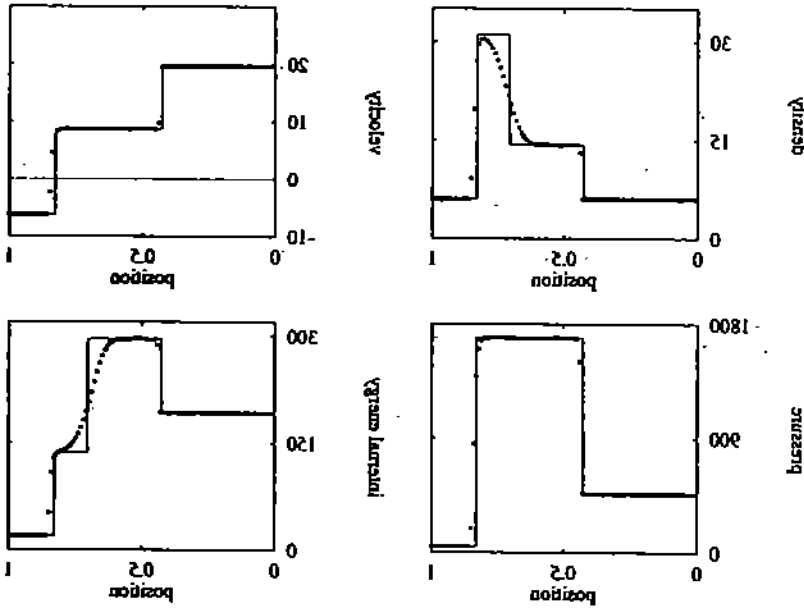 density
30
15
0
0 0.5 1
position
velocity
20
10
0
-10
0 0.5 1
position
pressure
1800
900
0
0 0.5 1
position
internal energy
300
150
0
0 0.5 1
position